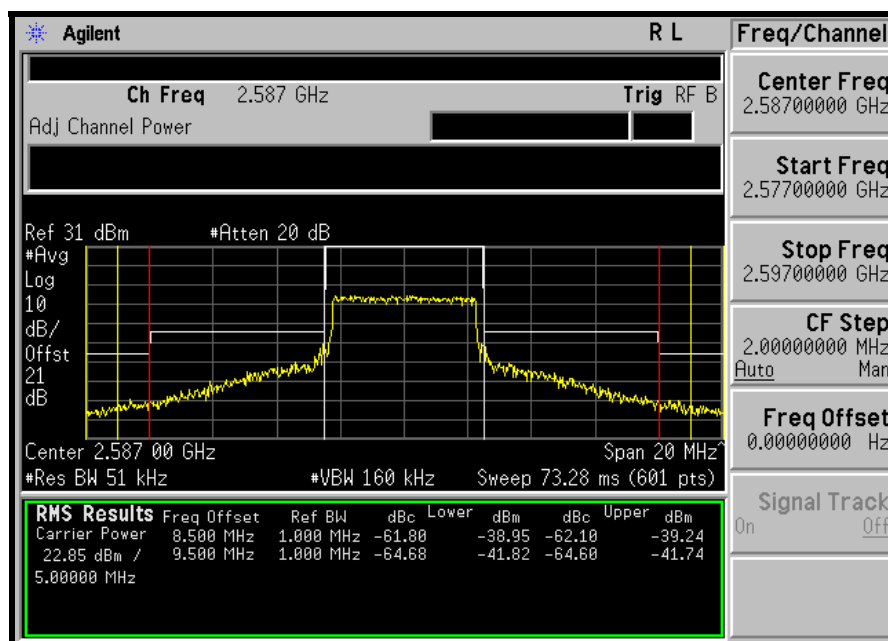 Agilent
R L
Freq/Channel
Ch Freq 2.587 GHz
Trig RF B
Adj Channel Power
Center Freq
2.58700000 GHz
Start Freq
2.57700000 GHz
Stop Freq
2.59700000 GHz
CF Step
2.00000000 MHz
Auto Man
Freq Offset
0.00000000 Hz
Signal Track
On Off
Ref 31 dBm
#Atten 20 dB
#Avg
Log
10
dB/
Offst
21
dB
Center 2.587 00 GHz
Span 20 MHz^
#Res BW 51 kHz
#VBW 160 kHz
Sweep 73.28 ms (601 pts)
RMS Results Freq Offset Ref BW dBc Lower dBm dBc Upper dBm
Carrier Power 8.500 MHz 1.000 MHz -61.80 -38.95 -62.10 -39.24
22.85 dBm / 9.500 MHz 1.000 MHz -64.68 -41.82 -64.60 -41.74
5.00000 MHz